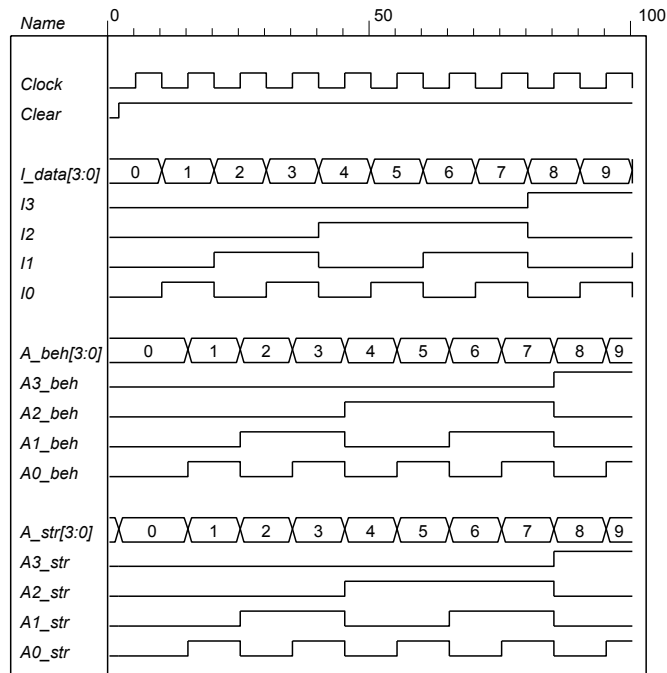 Name 0 50 100
Clock
Clear
I_data[3:0] 0 1 2 3 4 5 6 7 8 9
I3
I2
I1
I0
A_beh[3:0] 0 1 2 3 4 5 6 7 8 9
A3_beh
A2_beh
A1_beh
A0_beh
A_str[3:0] 0 1 2 3 4 5 6 7 8 9
A3_str
A2_str
A1_str
A0_str